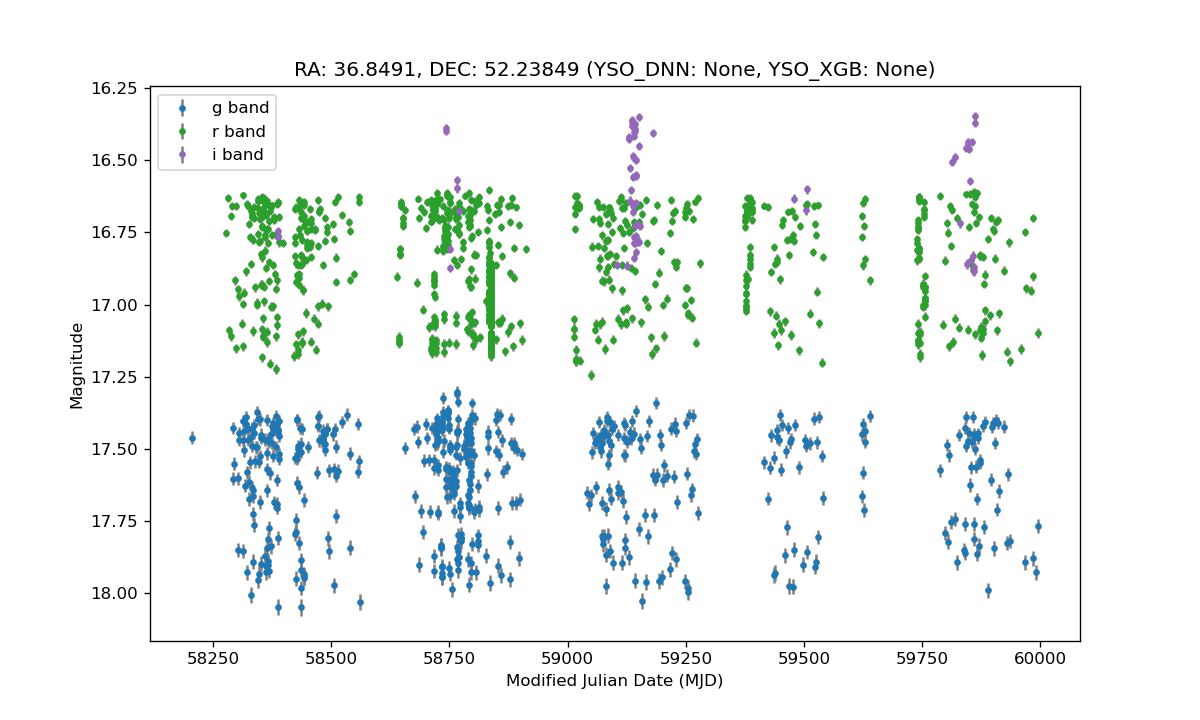 RA: 36.8491, DEC: 52.23849 (YSO_DNN: None, YSO_XGB: None)
g band
r band
i band
16.25
16.50
16.75
17.00
17.25
17.50
17.75
18.00
Magnitude
58250 58500 58750 59000 59250 59500 59750 60000
Modified Julian Date (MJD)